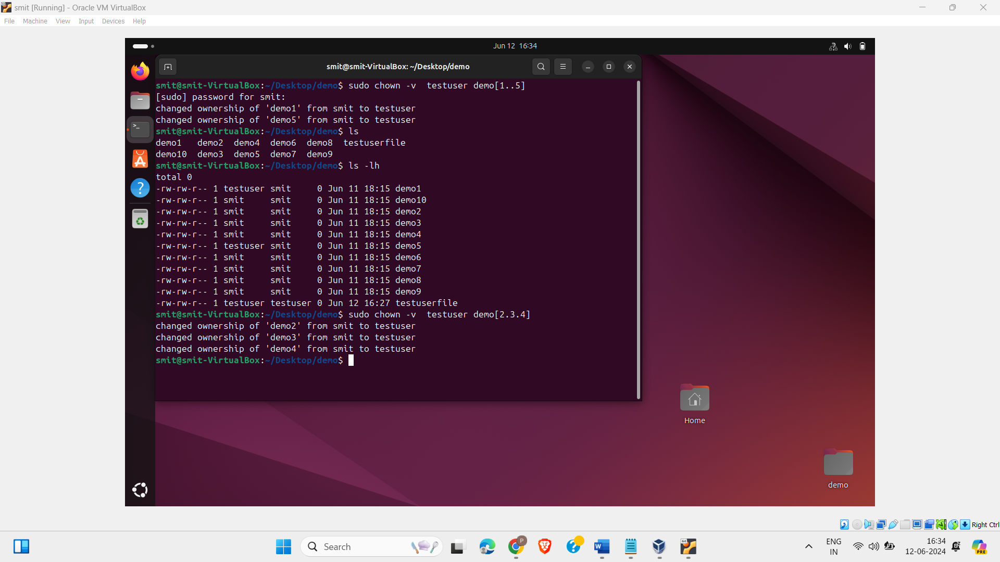 smit [Running] - Oracle VM VirtualBox
File Machine View Input Devices Help
Jun 12 16:34
smit@smit-VirtualBox: ~/Desktop/demo
smit@smit-VirtualBox:~/Desktop/demo$ sudo chown -v  testuser demo[1..5]
[sudo] password for smit:
changed ownership of 'demo1' from smit to testuser
changed ownership of 'demo5' from smit to testuser
smit@smit-VirtualBox:~/Desktop/demo$ ls
demo1   demo2  demo4  demo6  demo8  testuserfile
demo10  demo3  demo5  demo7  demo9
smit@smit-VirtualBox:~/Desktop/demo$ ls -lh
total 0
-rw-rw-r-- 1 testuser smit     0 Jun 11 18:15 demo1
-rw-rw-r-- 1 smit     smit     0 Jun 11 18:15 demo10
-rw-rw-r-- 1 smit     smit     0 Jun 11 18:15 demo2
-rw-rw-r-- 1 smit     smit     0 Jun 11 18:15 demo3
-rw-rw-r-- 1 smit     smit     0 Jun 11 18:15 demo4
-rw-rw-r-- 1 testuser smit     0 Jun 11 18:15 demo5
-rw-rw-r-- 1 smit     smit     0 Jun 11 18:15 demo6
-rw-rw-r-- 1 smit     smit     0 Jun 11 18:15 demo7
-rw-rw-r-- 1 smit     smit     0 Jun 11 18:15 demo8
-rw-rw-r-- 1 smit     smit     0 Jun 11 18:15 demo9
-rw-rw-r-- 1 testuser testuser 0 Jun 12 16:27 testuserfile
smit@smit-VirtualBox:~/Desktop/demo$ sudo chown -v  testuser demo[2.3.4]
changed ownership of 'demo2' from smit to testuser
changed ownership of 'demo3' from smit to testuser
changed ownership of 'demo4' from smit to testuser
smit@smit-VirtualBox:~/Desktop/demo$
Home
demo
Right Ctrl
Search
P
W
64
ENG
IN
16:34
12-06-2024
PRE